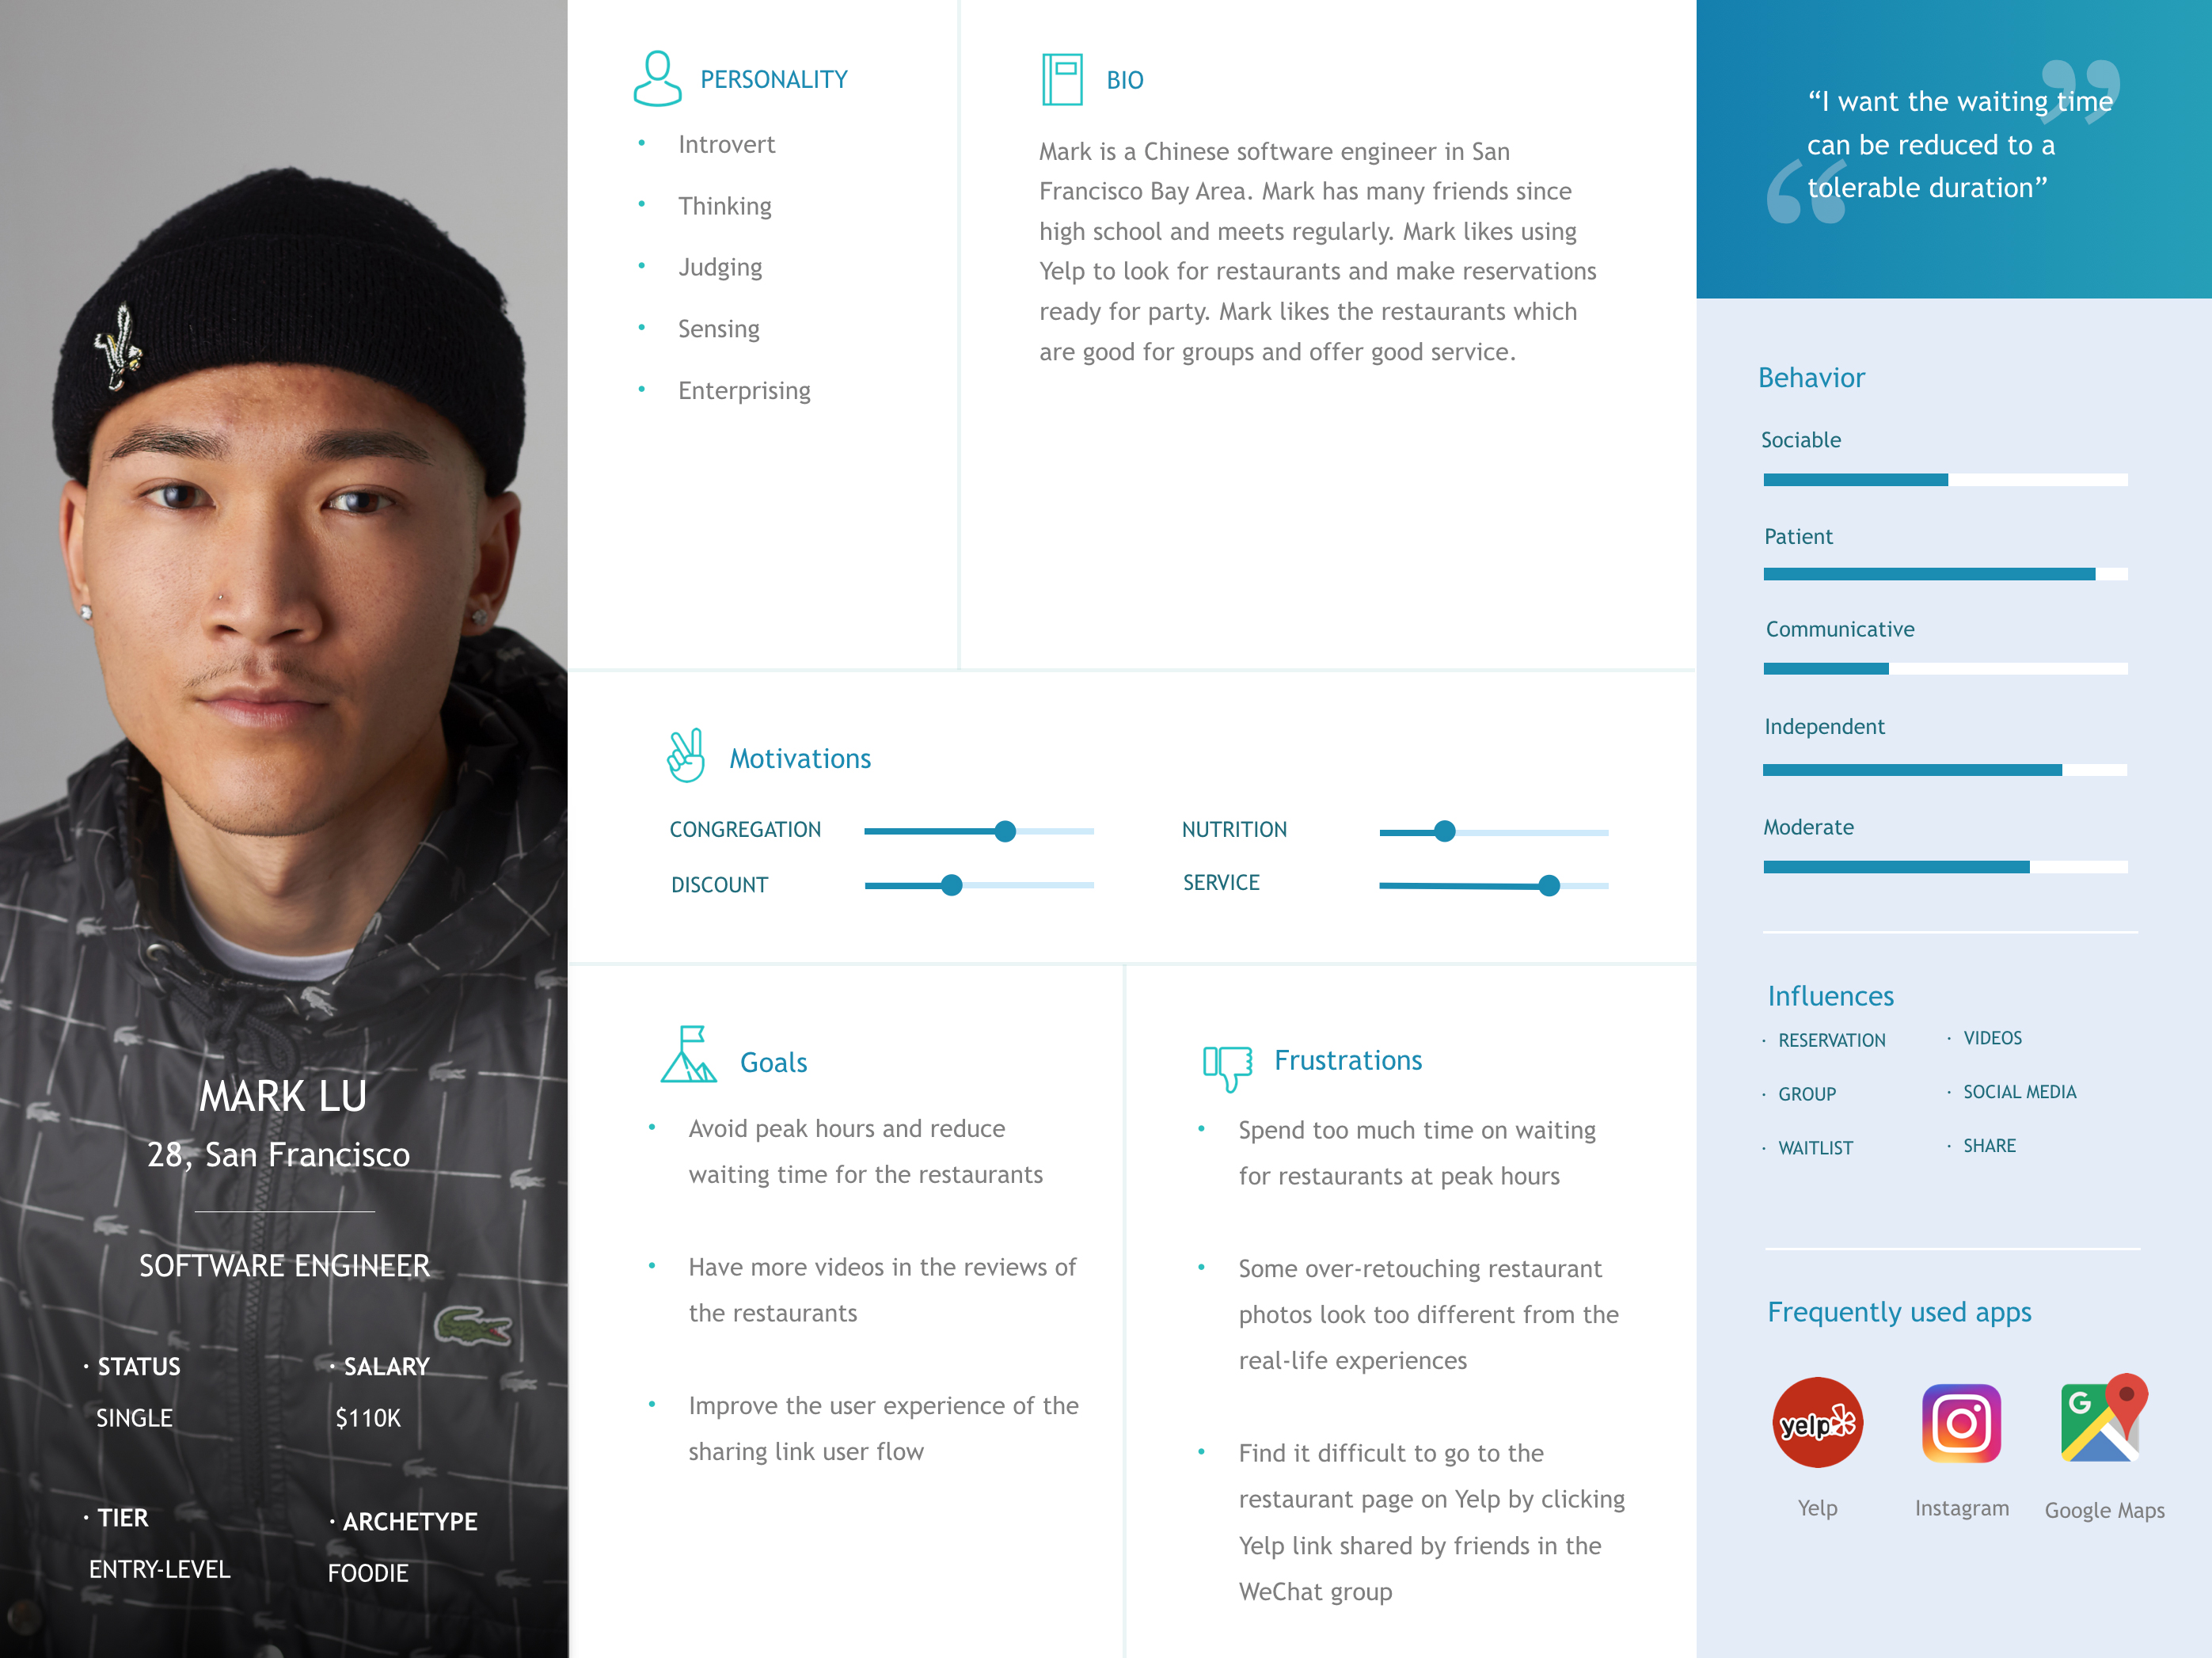 MARK LU
28, San Francisco
SOFTWARE ENGINEER
· STATUS
SINGLE
· SALARY
$110K
· TIER
ENTRY-LEVEL
· ARCHETYPE
FOODIE
PERSONALITY
• Introvert
• Thinking
• Judging
• Sensing
• Enterprising
BIO
Mark is a Chinese software engineer in San
Francisco Bay Area. Mark has many friends since
high school and meets regularly. Mark likes using
Yelp to look for restaurants and make reservations
ready for party. Mark likes the restaurants which
are good for groups and offer good service.
Motivations
CONGREGATION
DISCOUNT
NUTRITION
SERVICE
Goals
• Avoid peak hours and reduce
waiting time for the restaurants
• Have more videos in the reviews of
the restaurants
• Improve the user experience of the
sharing link user flow
Frustrations
• Spend too much time on waiting
for restaurants at peak hours
• Some over-retouching restaurant
photos look too different from the
real-life experiences
• Find it difficult to go to the
restaurant page on Yelp by clicking
Yelp link shared by friends in the
WeChat group
“I want the waiting time
can be reduced to a
tolerable duration”
Behavior
Sociable
Patient
Communicative
Independent
Moderate
Influences
· RESERVATION
· GROUP
· WAITLIST
· VIDEOS
· SOCIAL MEDIA
· SHARE
Frequently used apps
yelp
G
Yelp
Instagram
Google Maps